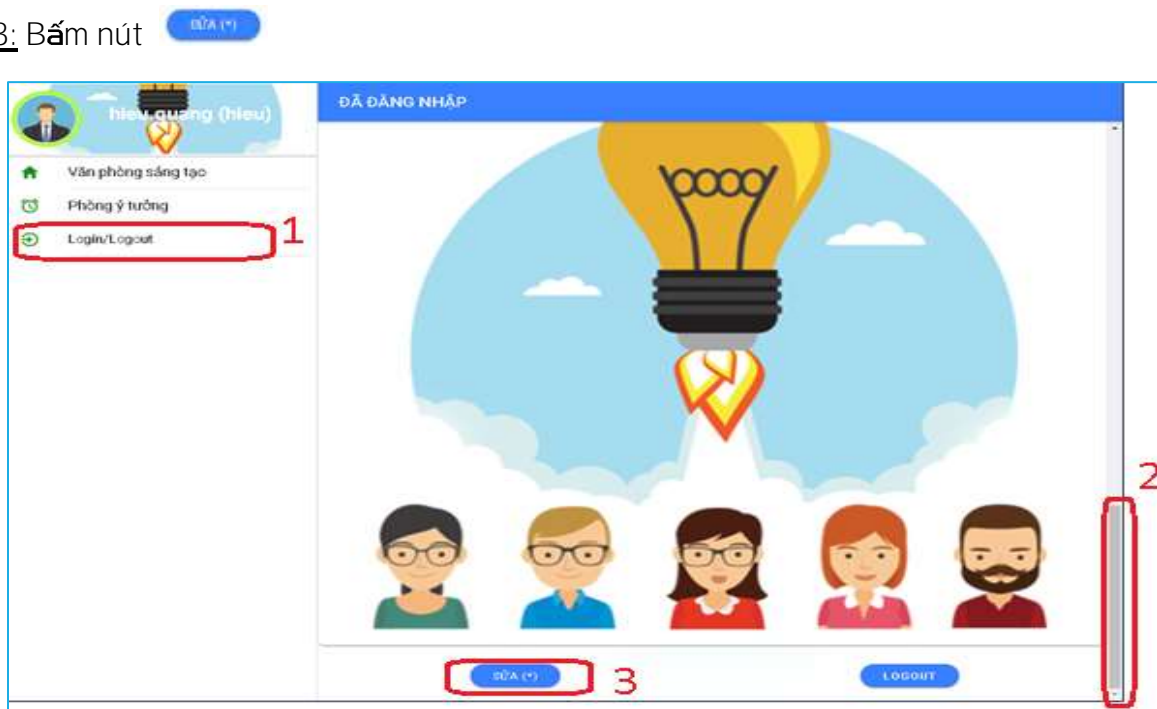 3: Bấm nút SỬA (*)
hieu.quang (hieu)
ĐÃ ĐĂNG NHẬP
Văn phòng sáng tạo
Phòng ý tưởng
Login/Logout
1
2
SỬA (*)
3
LOGOUT